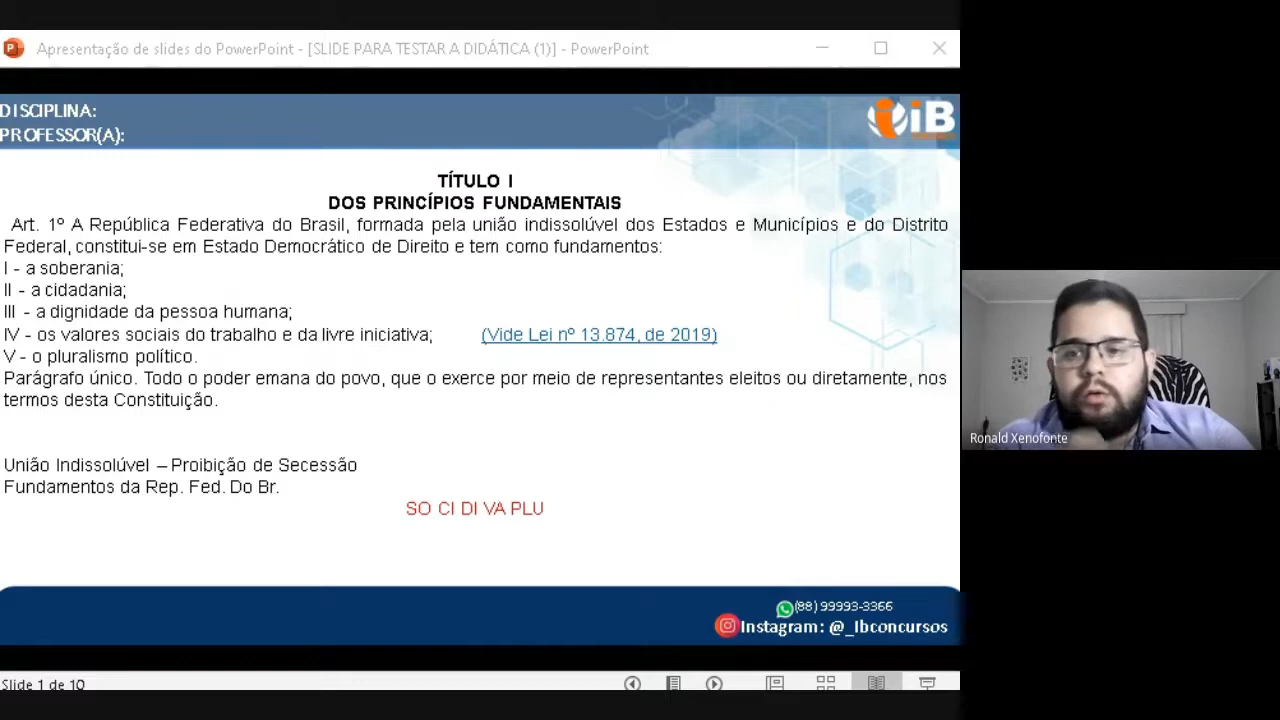 Apresentação de slides do PowerPoint - [SLIDE PARA TESTAR A DIDÁTICA (1)] - PowerPoint
DISCIPLINA:
PROFESSOR(A):
iB
TÍTULO I
DOS PRINCÍPIOS FUNDAMENTAIS
Art. 1º A República Federativa do Brasil, formada pela união indissolúvel dos Estados e Municípios e do Distrito
Federal, constitui-se em Estado Democrático de Direito e tem como fundamentos:
I - a soberania;
II - a cidadania;
III - a dignidade da pessoa humana;
IV - os valores sociais do trabalho e da livre iniciativa; (Vide Lei nº 13.874, de 2019)
V - o pluralismo político.
Parágrafo único. Todo o poder emana do povo, que o exerce por meio de representantes eleitos ou diretamente, nos
termos desta Constituição.
União Indissolúvel – Proibição de Secessão
Fundamentos da Rep. Fed. Do Br.
SO CI DI VA PLU
(88) 99993-3366
Instagram: @_Ibconcursos
Slide 1 de 10
Ronald Xenofonte